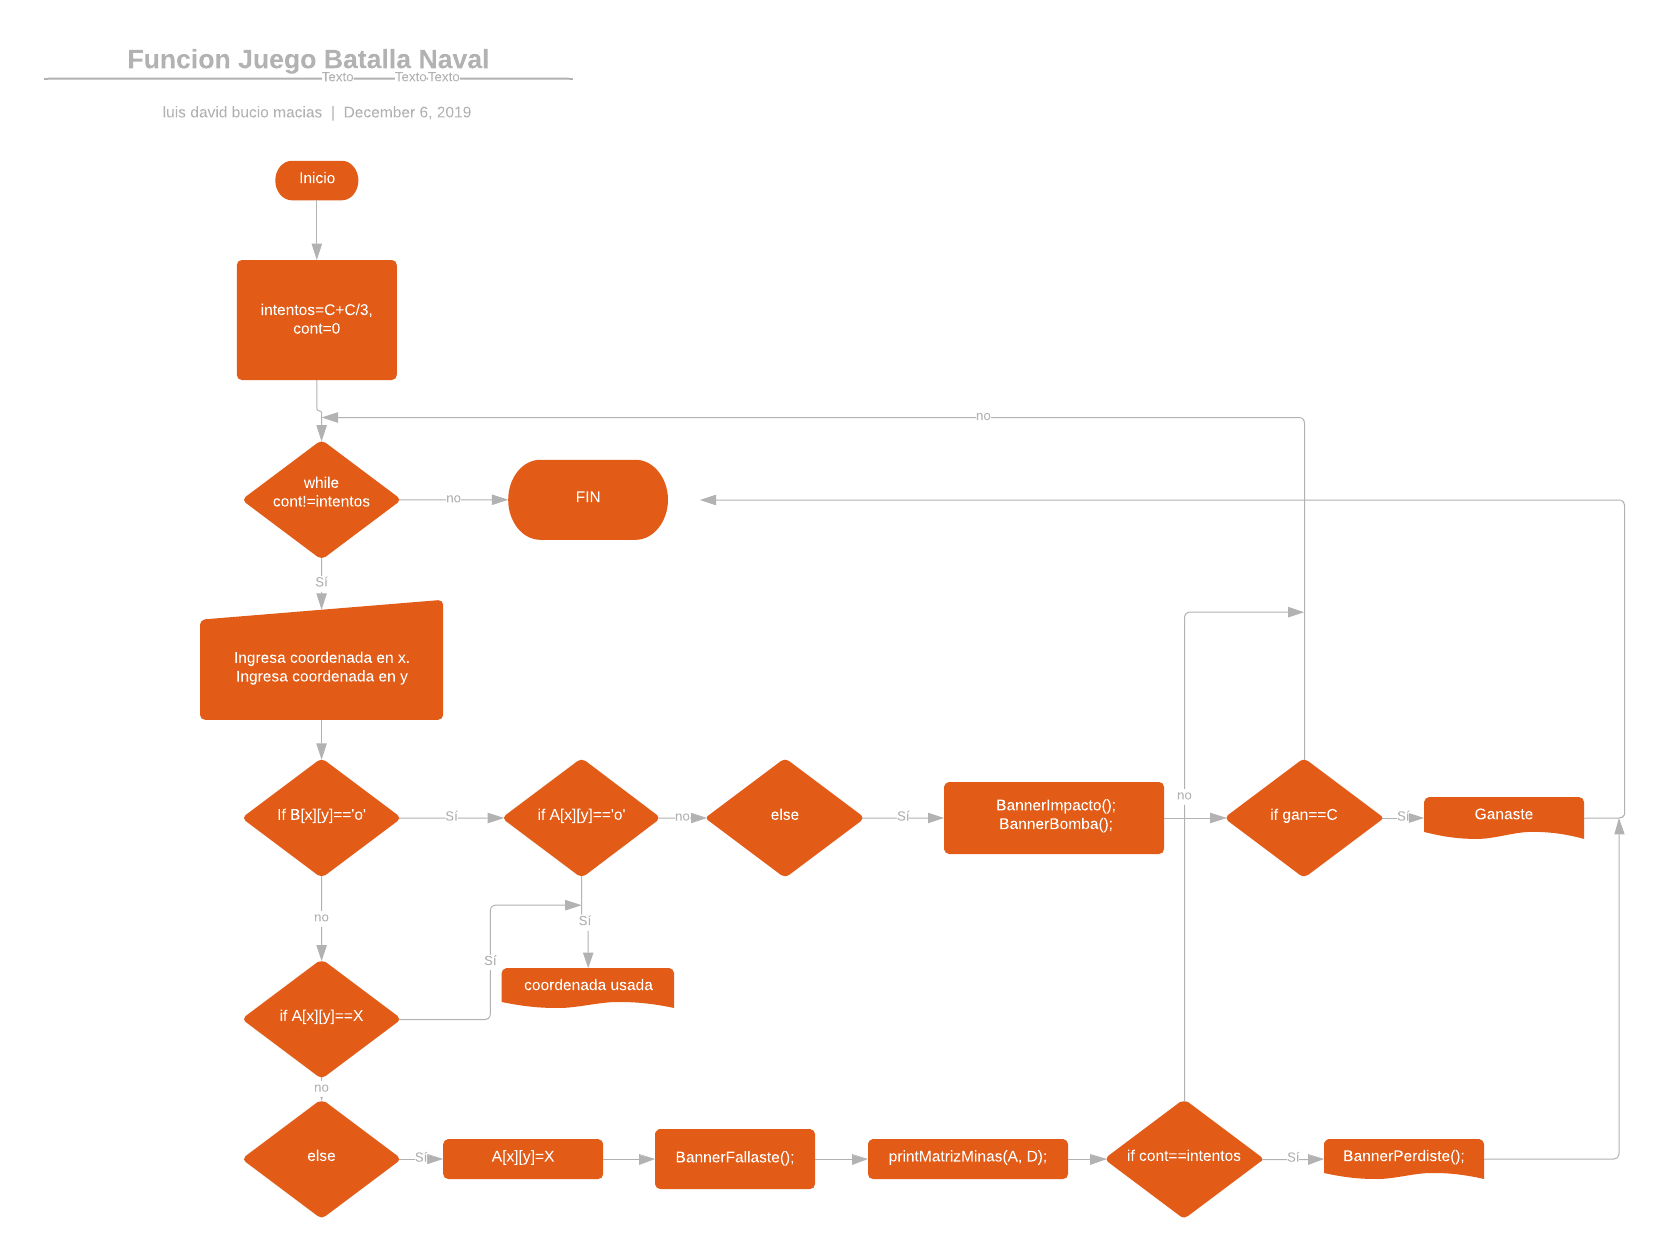 Funcion Juego Batalla Naval
Texto Texto Texto
luis david bucio macias | December 6, 2019
Inicio
intentos=C+C/3,
cont=0
no
while
cont!=intentos
no
FIN
Sí
Ingresa coordenada en x.
Ingresa coordenada en y
If B[x][y]=='o'
Sí
if A[x][y]=='o'
no
else
Sí
BannerImpacto();
BannerBomba();
no
if gan==C
Sí
Ganaste
no
Sí
Sí
coordenada usada
if A[x][y]==X
no
else
Sí
A[x][y]=X
BannerFallaste();
printMatrizMinas(A, D);
if cont==intentos
Sí
BannerPerdiste();